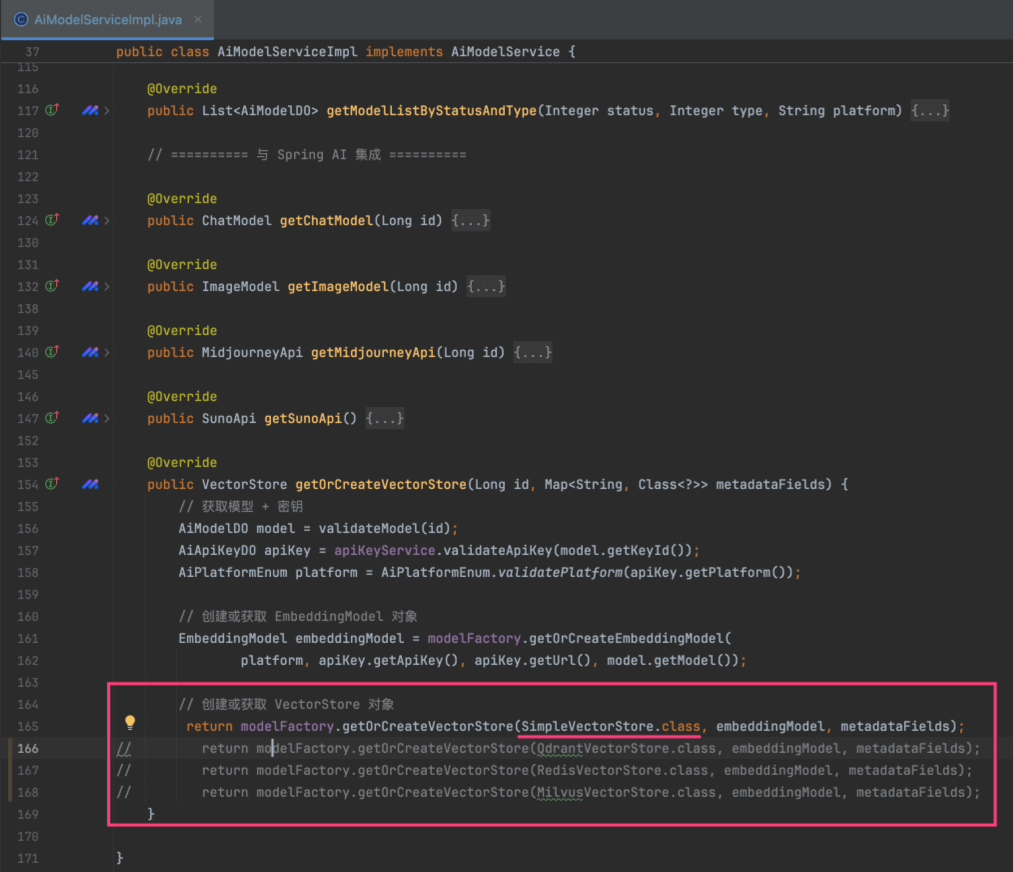 AiModelServiceImpl.java
37 public class AiModelServiceImpl implements AiModelService {
115
116 @Override
117 public List<AiModelDO> getModelListByStatusAndType(Integer status, Integer type, String platform) {...}
120
121 // ========== 与 Spring AI 集成 ==========
122
123 @Override
124 public ChatModel getChatModel(Long id) {...}
130
131 @Override
132 public ImageModel getImageModel(Long id) {...}
138
139 @Override
140 public MidjourneyApi getMidjourneyApi(Long id) {...}
145
146 @Override
147 public SunoApi getSunoApi() {...}
152
153 @Override
154 public VectorStore getOrCreateVectorStore(Long id, Map<String, Class<?>> metadataFields) {
155 // 获取模型 + 密钥
156 AiModelDO model = validateModel(id);
157 AiApiKeyDO apiKey = apiKeyService.validateApiKey(model.getKeyId());
158 AiPlatformEnum platform = AiPlatformEnum.validatePlatform(apiKey.getPlatform());
159
160 // 创建或获取 EmbeddingModel 对象
161 EmbeddingModel embeddingModel = modelFactory.getOrCreateEmbeddingModel(
162 platform, apiKey.getApiKey(), apiKey.getUrl(), model.getModel());
163
164 // 创建或获取 VectorStore 对象
165 return modelFactory.getOrCreateVectorStore(SimpleVectorStore.class, embeddingModel, metadataFields);
166 // return modelFactory.getOrCreateVectorStore(QdrantVectorStore.class, embeddingModel, metadataFields);
167 // return modelFactory.getOrCreateVectorStore(RedisVectorStore.class, embeddingModel, metadataFields);
168 // return modelFactory.getOrCreateVectorStore(MilvusVectorStore.class, embeddingModel, metadataFields);
169 }
170
171 }